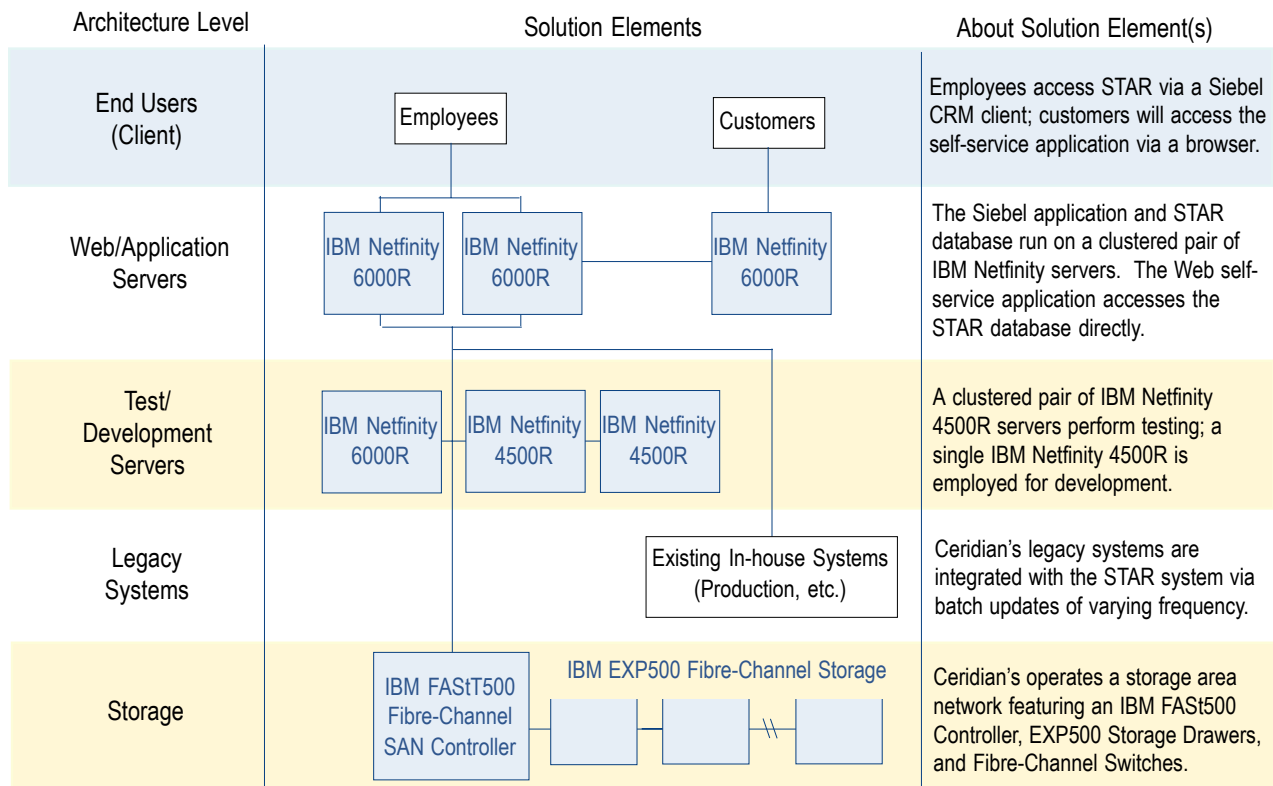 Architecture Level
Solution Elements
About Solution Element(s)
End Users
(Client)
Employees
Customers
Employees access STAR via a Siebel
CRM client; customers will access the
self-service application via a browser.
Web/Application
Servers
IBM Netfinity
6000R
IBM Netfinity
6000R
IBM Netfinity
6000R
The Siebel application and STAR
database run on a clustered pair of
IBM Netfinity servers. The Web self-
service application accesses the
STAR database directly.
Test/
Development
Servers
IBM Netfinity
6000R
IBM Netfinity
4500R
IBM Netfinity
4500R
A clustered pair of IBM Netfinity
4500R servers perform testing; a
single IBM Netfinity 4500R is
employed for development.
Legacy
Systems
Existing In-house Systems
(Production, etc.)
Ceridian's legacy systems are
integrated with the STAR system via
batch updates of varying frequency.
Storage
IBM FAStT500
Fibre-Channel
SAN Controller
IBM EXP500 Fibre-Channel Storage
Ceridian's operates a storage area
network featuring an IBM FASt500
Controller, EXP500 Storage Drawers,
and Fibre-Channel Switches.